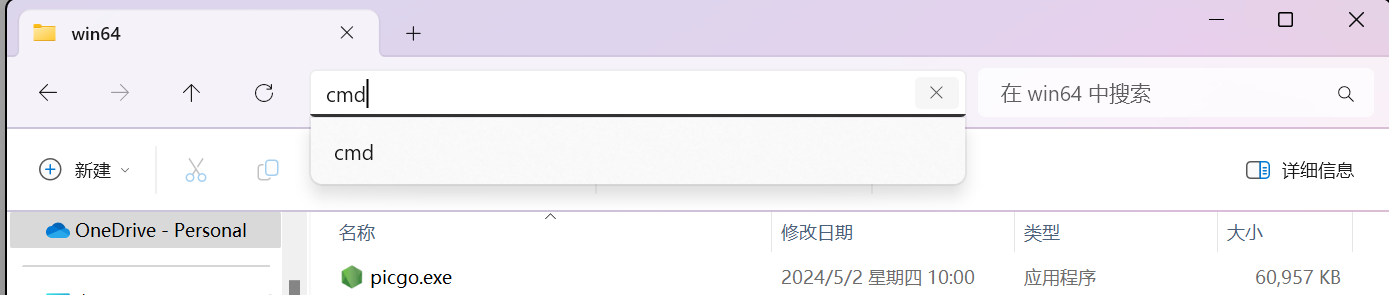 win64
cmd
在 win64 中搜索
cmd
新建
详细信息
OneDrive - Personal
名称 修改日期 类型 大小
picgo.exe 2024/5/2 星期四 10:00 应用程序 60,957 KB